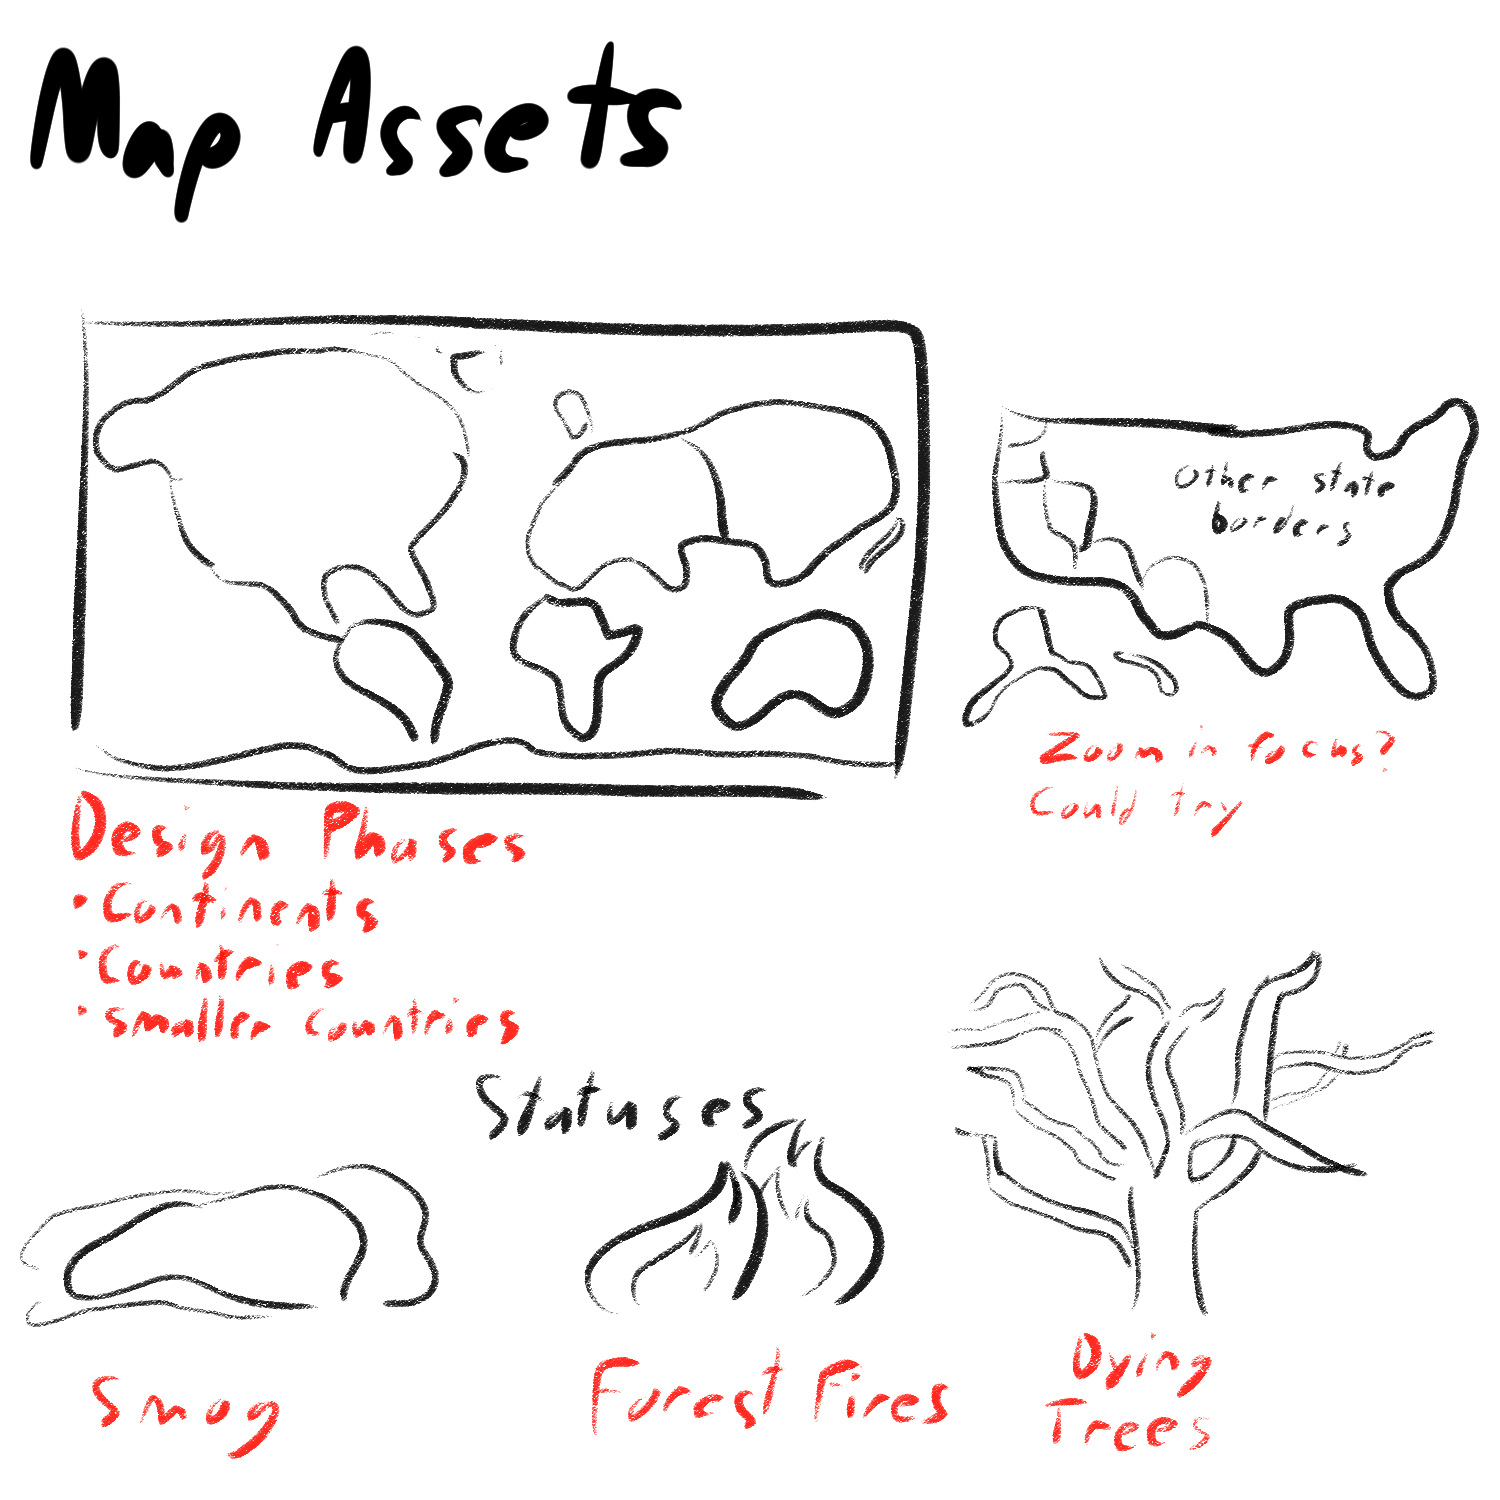 Map Assets
Other state
borders
Zoom in focus?
Could try
Design Phases
• Continents
• Countries
• Smaller Countries
Statuses
Smog
Forest Fires
Dying
Trees